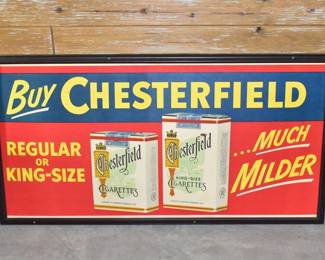 BUY CHESTERFIELD
REGULAR
OR
KING-SIZE
...MUCH
MILDER
Chesterfield
CIGARETTES
Chesterfield
KING-SIZE
CIGARETTES